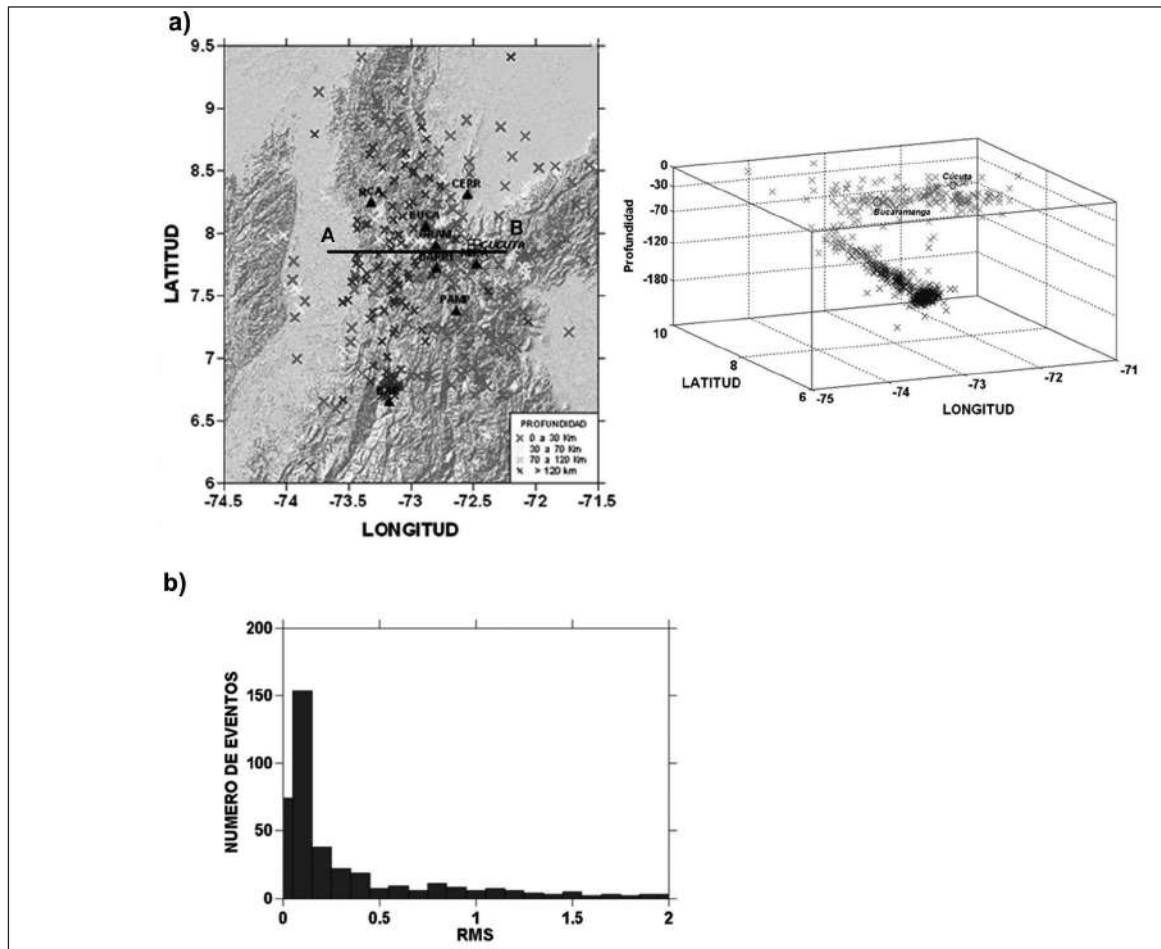 a)
9.5
9
8.5
8
7.5
7
6.5
6
LATITUD
-74.5
-74
-73.5
-73
-72.5
-72
-71.5
LONGITUD
CERR
A
B
CUCUTA
PAMP
PROFUNDIDAD
0 a 30 Km
30 a 70 Km
70 a 120 Km
> 120 km
0
-30
-70
-120
-180
Profundidad
Cúcuta
Bucaramanga
10
8
6
LATITUD
-75
-74
-73
-72
-71
LONGITUD
b)
200
150
100
50
0
NUMERO DE EVENTOS
0
0.5
1
1.5
2
RMS